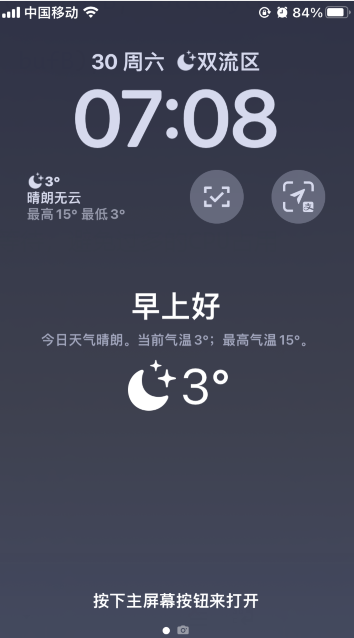 中国移动 84%
30 周六 双流区
07:08
3°
晴朗无云
最高 15° 最低 3°
支
早上好
今日天气晴朗。当前气温 3°；最高气温 15°。
3°
按下主屏幕按钮来打开